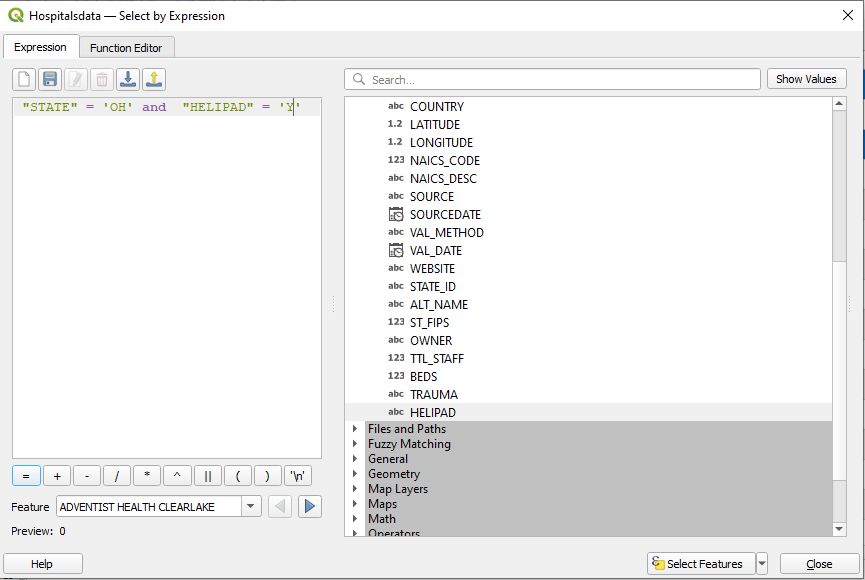 Hospitalsdata — Select by Expression
Expression
Function Editor
Search...
Show Values
"STATE" = 'OH' and  "HELIPAD" = 'Y'
abc COUNTRY
1.2 LATITUDE
1.2 LONGITUDE
123 NAICS_CODE
abc NAICS_DESC
abc SOURCE
SOURCEDATE
abc VAL_METHOD
VAL_DATE
abc WEBSITE
abc STATE_ID
abc ALT_NAME
123 ST_FIPS
abc OWNER
123 TTL_STAFF
123 BEDS
abc TRAUMA
abc HELIPAD
Files and Paths
Fuzzy Matching
General
Geometry
Map Layers
Maps
Math
Operators
= + - / * ^ || ( ) '\n'
Feature ADVENTIST HEALTH CLEARLAKE
Preview: 0
Help
Select Features
Close